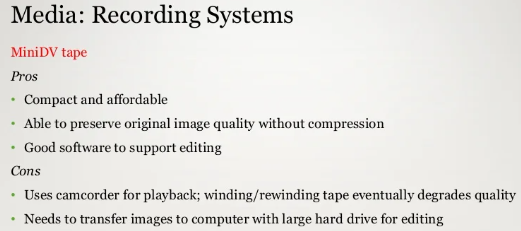 Media: Recording Systems
MiniDV tape
Pros
• Compact and affordable
• Able to preserve original image quality without compression
• Good software to support editing
Cons
• Uses camcorder for playback; winding/rewinding tape eventually degrades quality
• Needs to transfer images to computer with large hard drive for editing